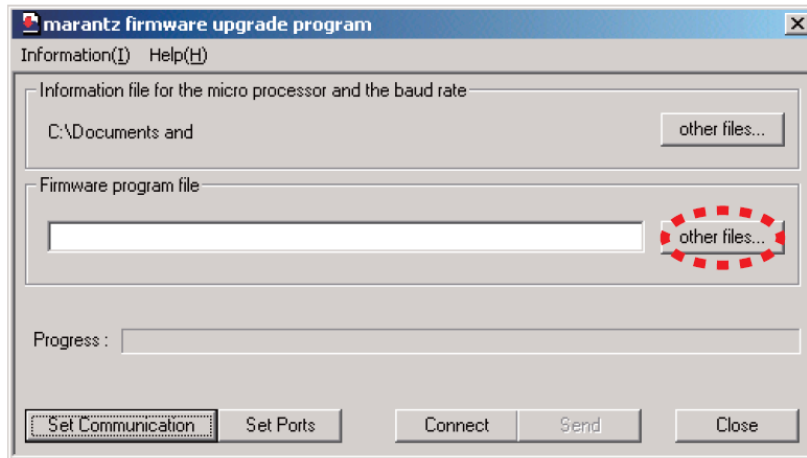 marantz firmware upgrade program
Information(I) Help(H)
Information file for the micro processor and the baud rate
C:\Documents and
other files...
Firmware program file
other files...
Progress :
Set Communication Set Ports Connect Send Close